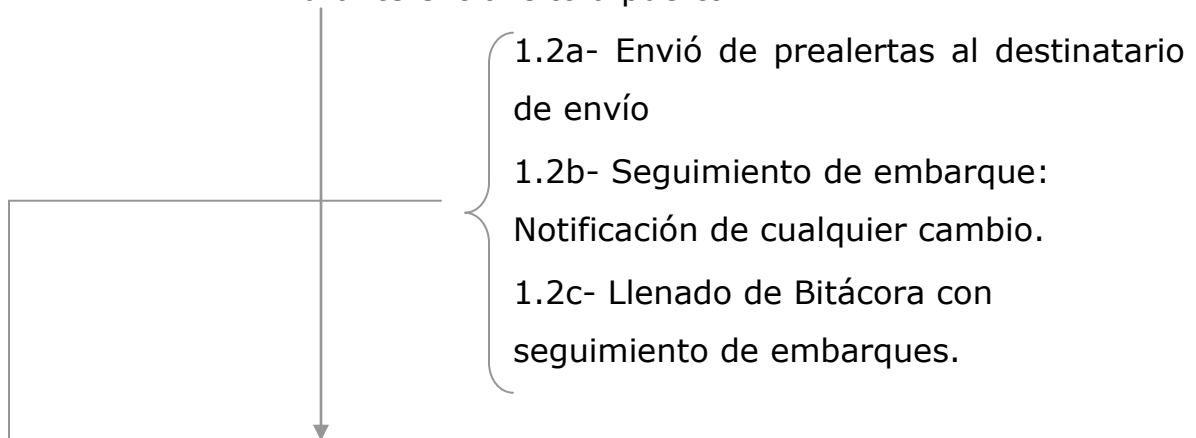 1.2a- Envió de prealertas al destinatario
de envío
1.2b- Seguimiento de embarque:
Notificación de cualquier cambio.
1.2c- Llenado de Bitácora con
seguimiento de embarques.